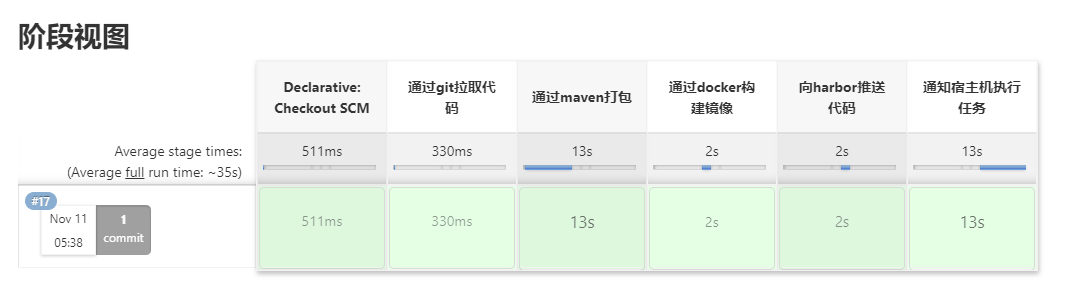 阶段视图
Declarative:
Checkout SCM
通过git拉取代
码
通过maven打包
通过docker构
建镜像
向harbor推送
代码
通知宿主机执行
任务
Average stage times:
511ms
330ms
13s
2s
2s
13s
(Average full run time: ~35s)
#17
Nov 11
05:38
1
commit
511ms
330ms
13s
2s
2s
13s